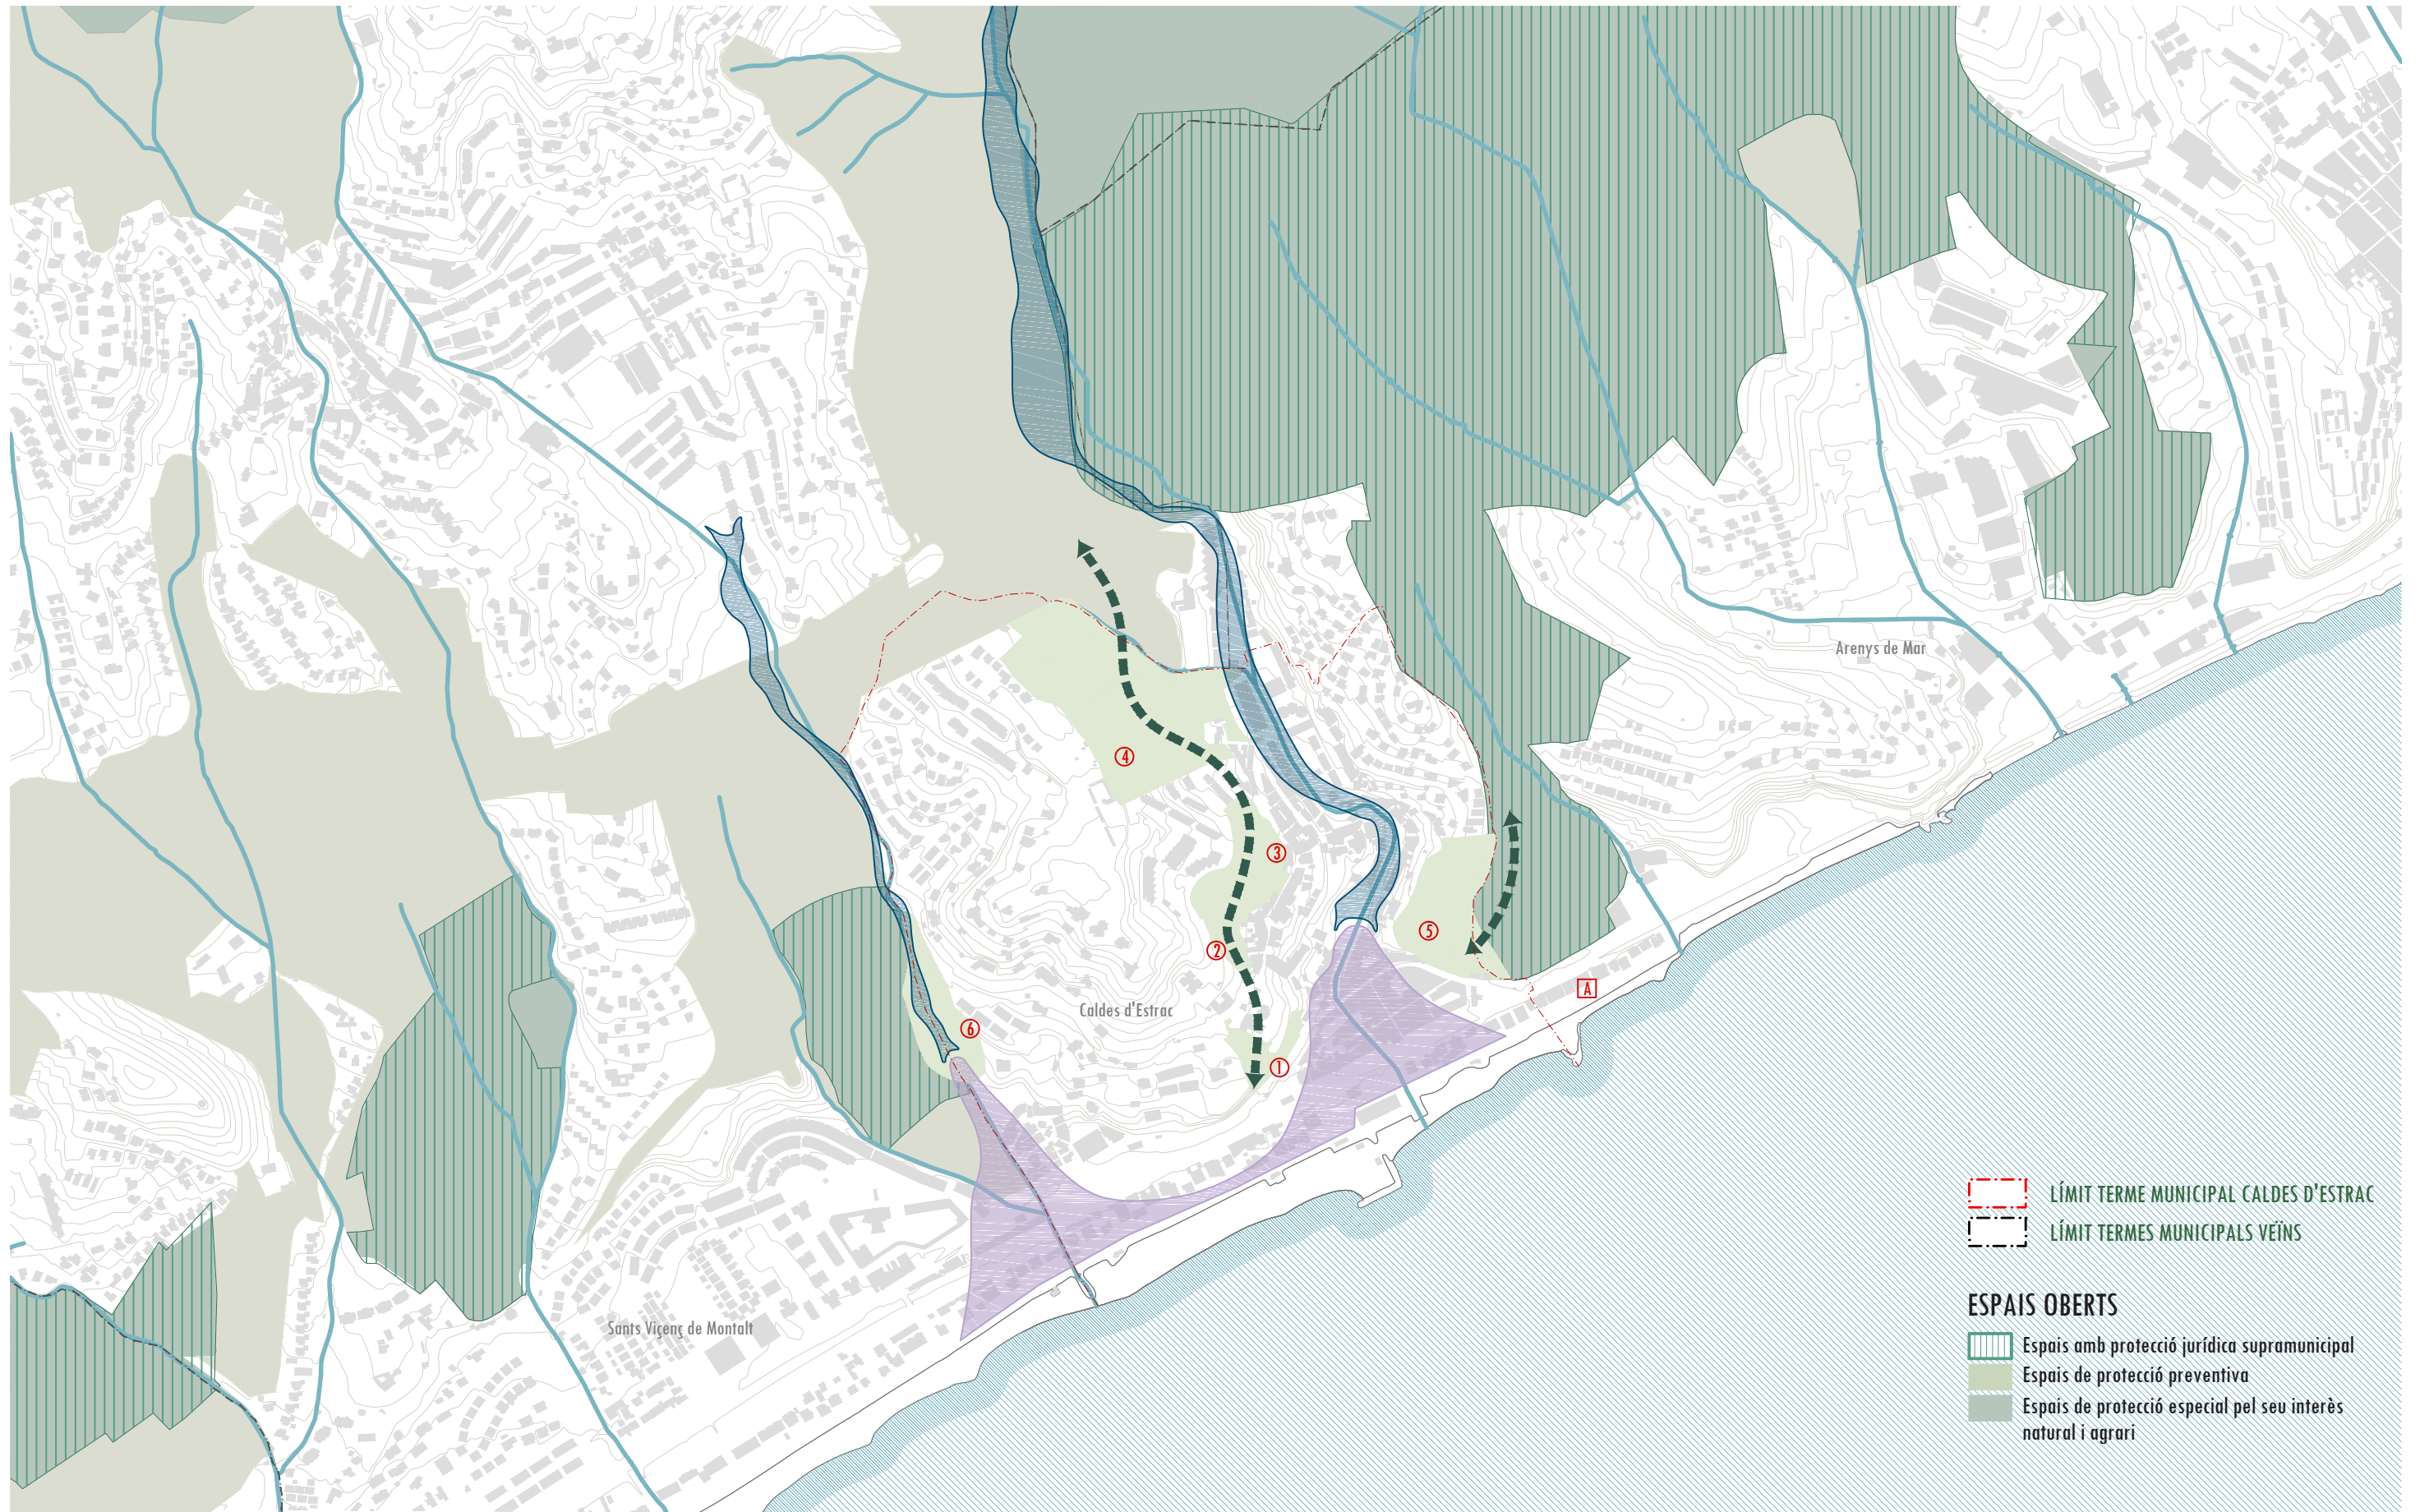 Arenys de Mar
④
③
⑤
②
A
Caldes d'Estrac
⑥
①
LÍMIT TERME MUNICIPAL CALDES D'ESTRAC
LÍMIT TERMES MUNICIPALS VEÏNS
ESPAIS OBERTS
Sants Viçenç de Montalt
Espais amb protecció jurídica supramunicipal
Espais de protecció preventiva
Espais de protecció especial pel seu interès
natural i agrari